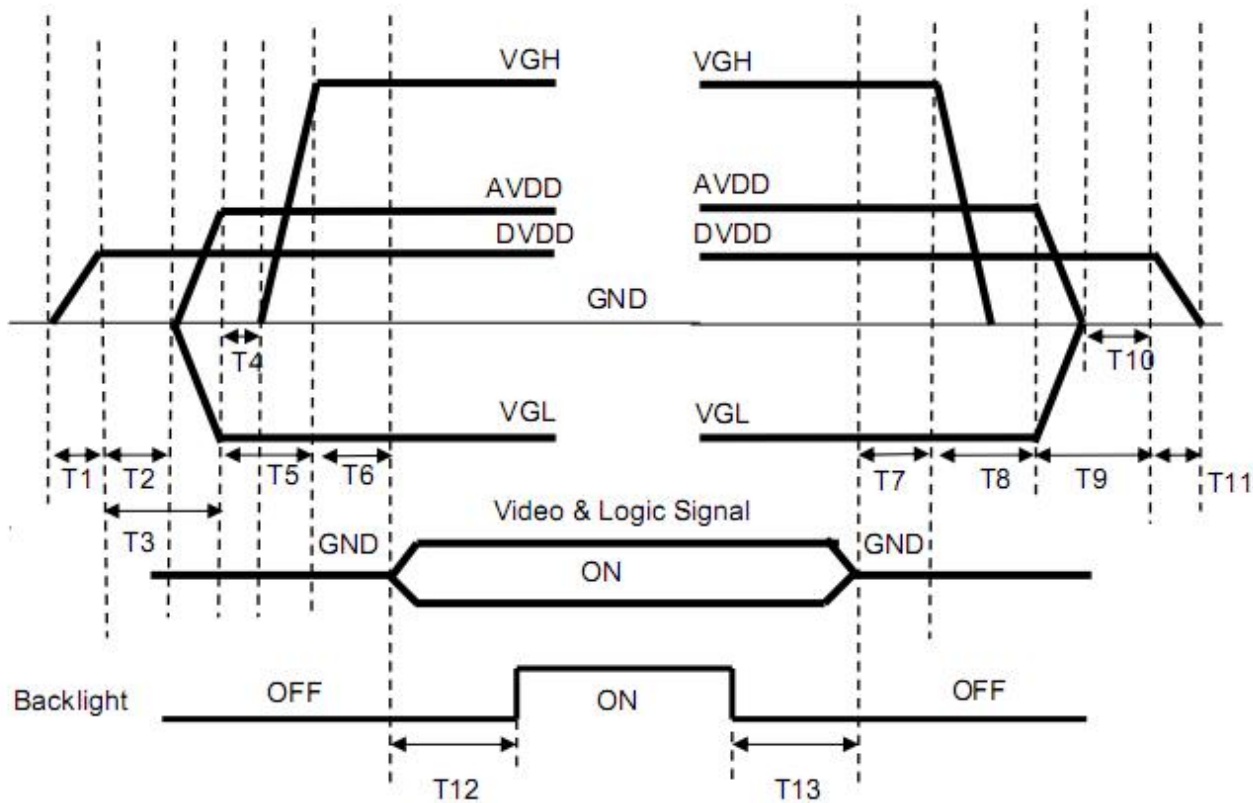 VGH VGH
AVDD AVDD
DVDD DVDD
GND
T4 T10
VGL VGL
T1 T2 T5 T6 T7 T8 T9 T11
T3
Video & Logic Signal
GND ON GND
Backlight OFF ON OFF
T12 T13